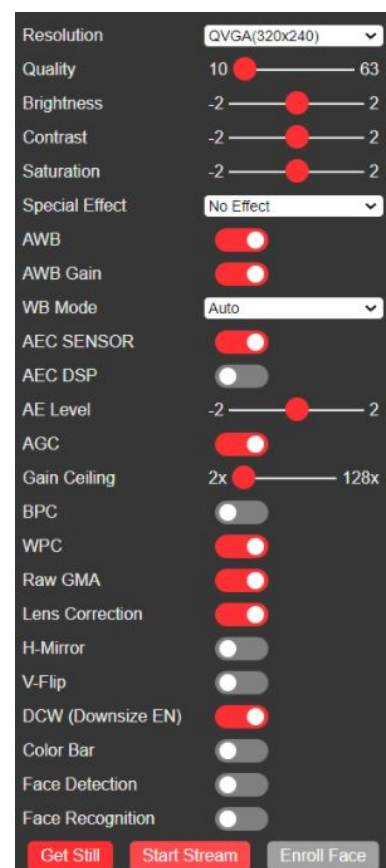 Resolution QVGA(320x240)
Quality 10 63
Brightness -2 2
Contrast -2 2
Saturation -2 2
Special Effect No Effect
AWB
AWB Gain
WB Mode Auto
AEC SENSOR
AEC DSP
AE Level -2 2
AGC
Gain Ceiling 2x 128x
BPC
WPC
Raw GMA
Lens Correction
H-Mirror
V-Flip
DCW (Downsize EN)
Color Bar
Face Detection
Face Recognition
Get Still Start Stream Enroll Face